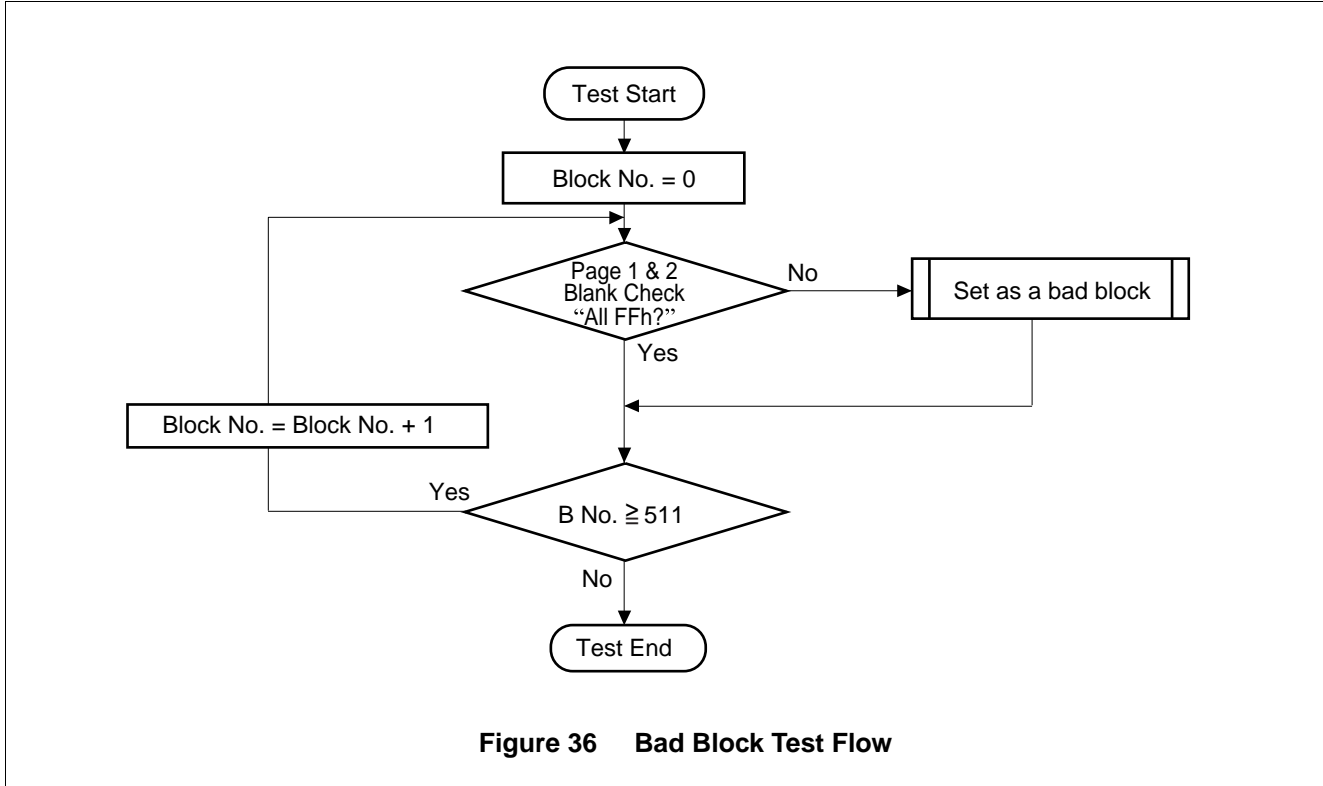 Test Start
Block No. = 0
Page 1 & 2
Blank Check
“All FFh?”
No
Set as a bad block
Yes
Block No. = Block No. + 1
Yes
B No. ≧ 511
No
Test End
Figure 36 Bad Block Test Flow